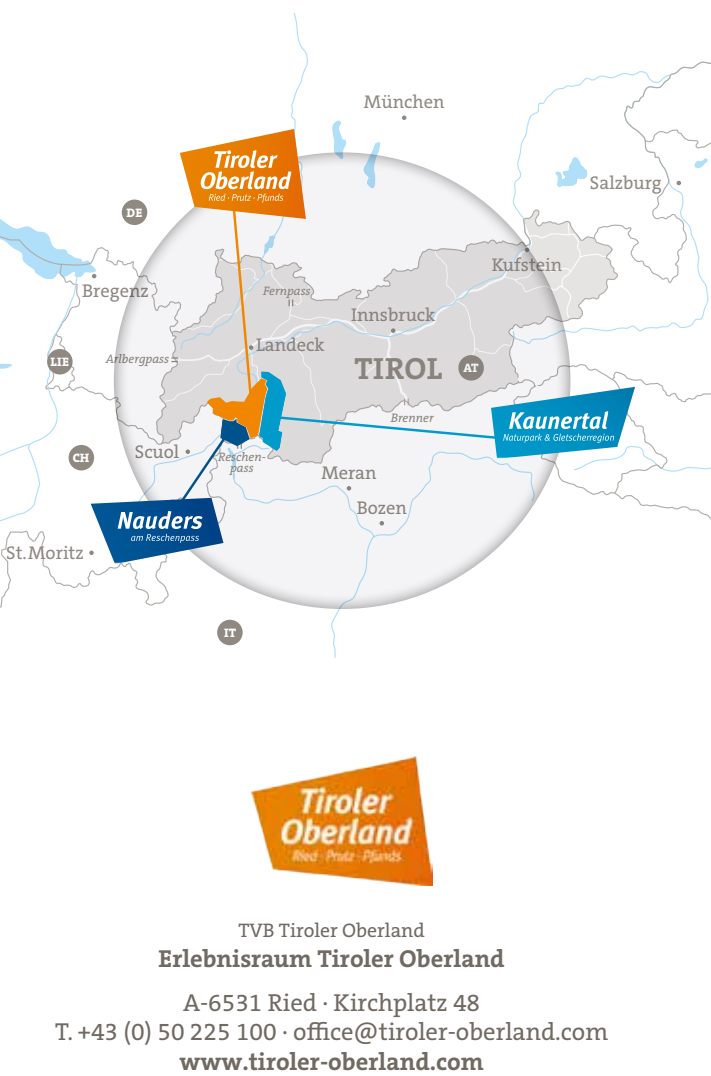 München
Tiroler
Oberland
Ried · Prutz · Pfunds
Salzburg
DE
Kufstein
Bregenz
Fernpass
Innsbruck
Landeck
Arlbergpass
LIE
TIROL
AT
Brenner
Kaunertal
Naturpark & Gletscherregion
Scuol
CH
Reschen-
pass
Meran
Bozen
Nauders
am Reschenpass
St.Moritz
IT
Tiroler
Oberland
Ried · Prutz · Pfunds
TVB Tiroler Oberland
Erlebnisraum Tiroler Oberland
A-6531 Ried · Kirchplatz 48
T. +43 (0) 50 225 100 · office@tiroler-oberland.com
www.tiroler-oberland.com